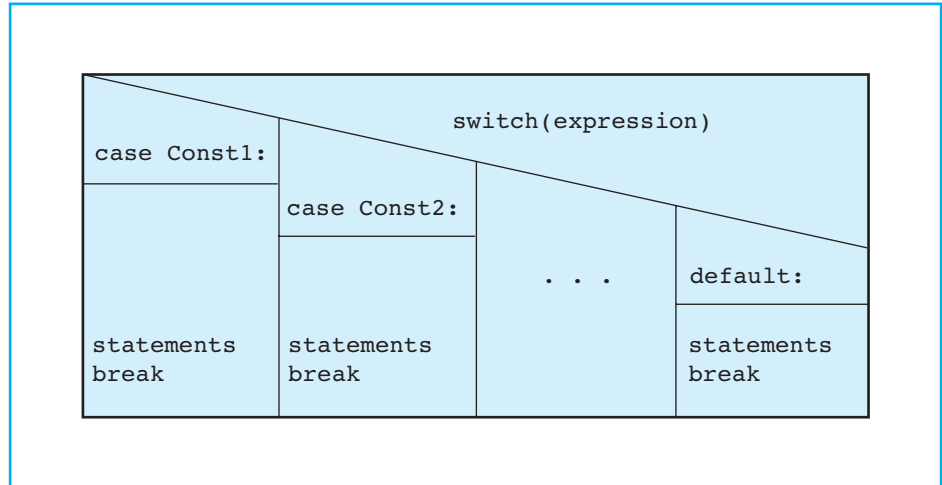 switch(expression)
case Const1:
case Const2:
. . .
default:
statements
break
statements
break
statements
break